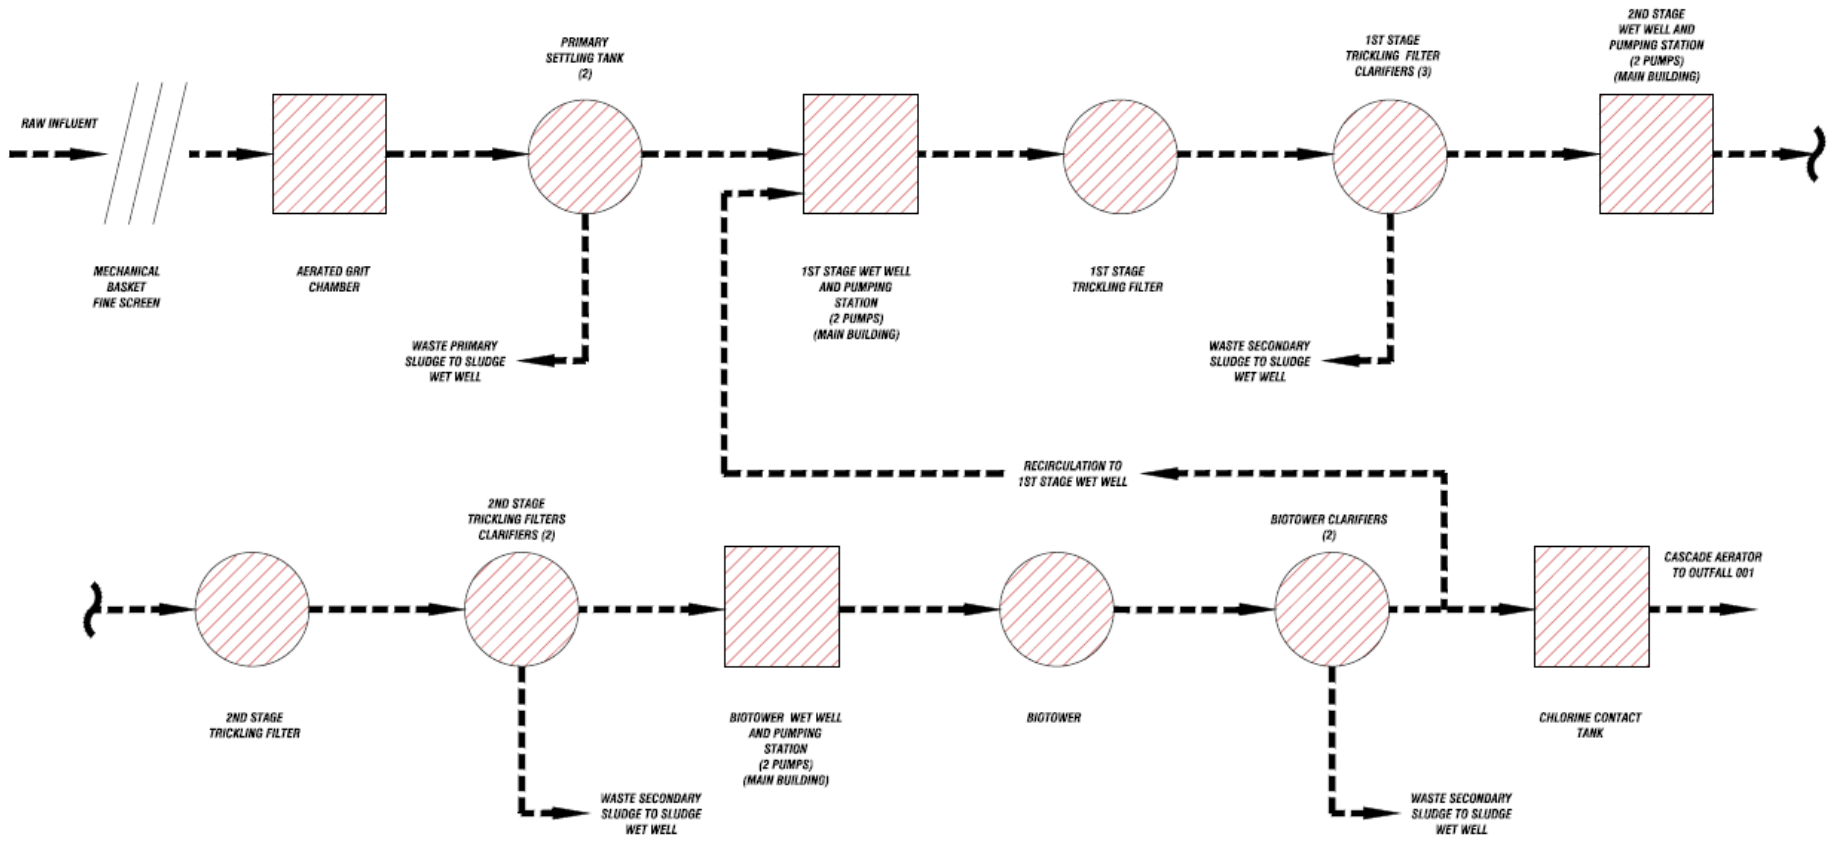 RAW INFLUENT
MECHANICAL
BASKET
FINE SCREEN
AERATED GRIT
CHAMBER
PRIMARY
SETTLING TANK
(2)
WASTE PRIMARY
SLUDGE TO SLUDGE
WET WELL
1ST STAGE WET WELL
AND PUMPING
STATION
(2 PUMPS)
(MAIN BUILDING)
1ST STAGE
TRICKLING FILTER
1ST STAGE
TRICKLING FILTER
CLARIFIERS (3)
WASTE SECONDARY
SLUDGE TO SLUDGE
WET WELL
2ND STAGE
WET WELL AND
PUMPING STATION
(2 PUMPS)
(MAIN BUILDING)
RECIRCULATION TO
1ST STAGE WET WELL
2ND STAGE
TRICKLING FILTER
2ND STAGE
TRICKLING FILTERS
CLARIFIERS (2)
WASTE SECONDARY
SLUDGE TO SLUDGE
WET WELL
BIOTOWER WET WELL
AND PUMPING
STATION
(2 PUMPS)
(MAIN BUILDING)
BIOTOWER
BIOTOWER CLARIFIERS
(2)
WASTE SECONDARY
SLUDGE TO SLUDGE
WET WELL
CHLORINE CONTACT
TANK
CASCADE AERATOR
TO OUTFALL 001